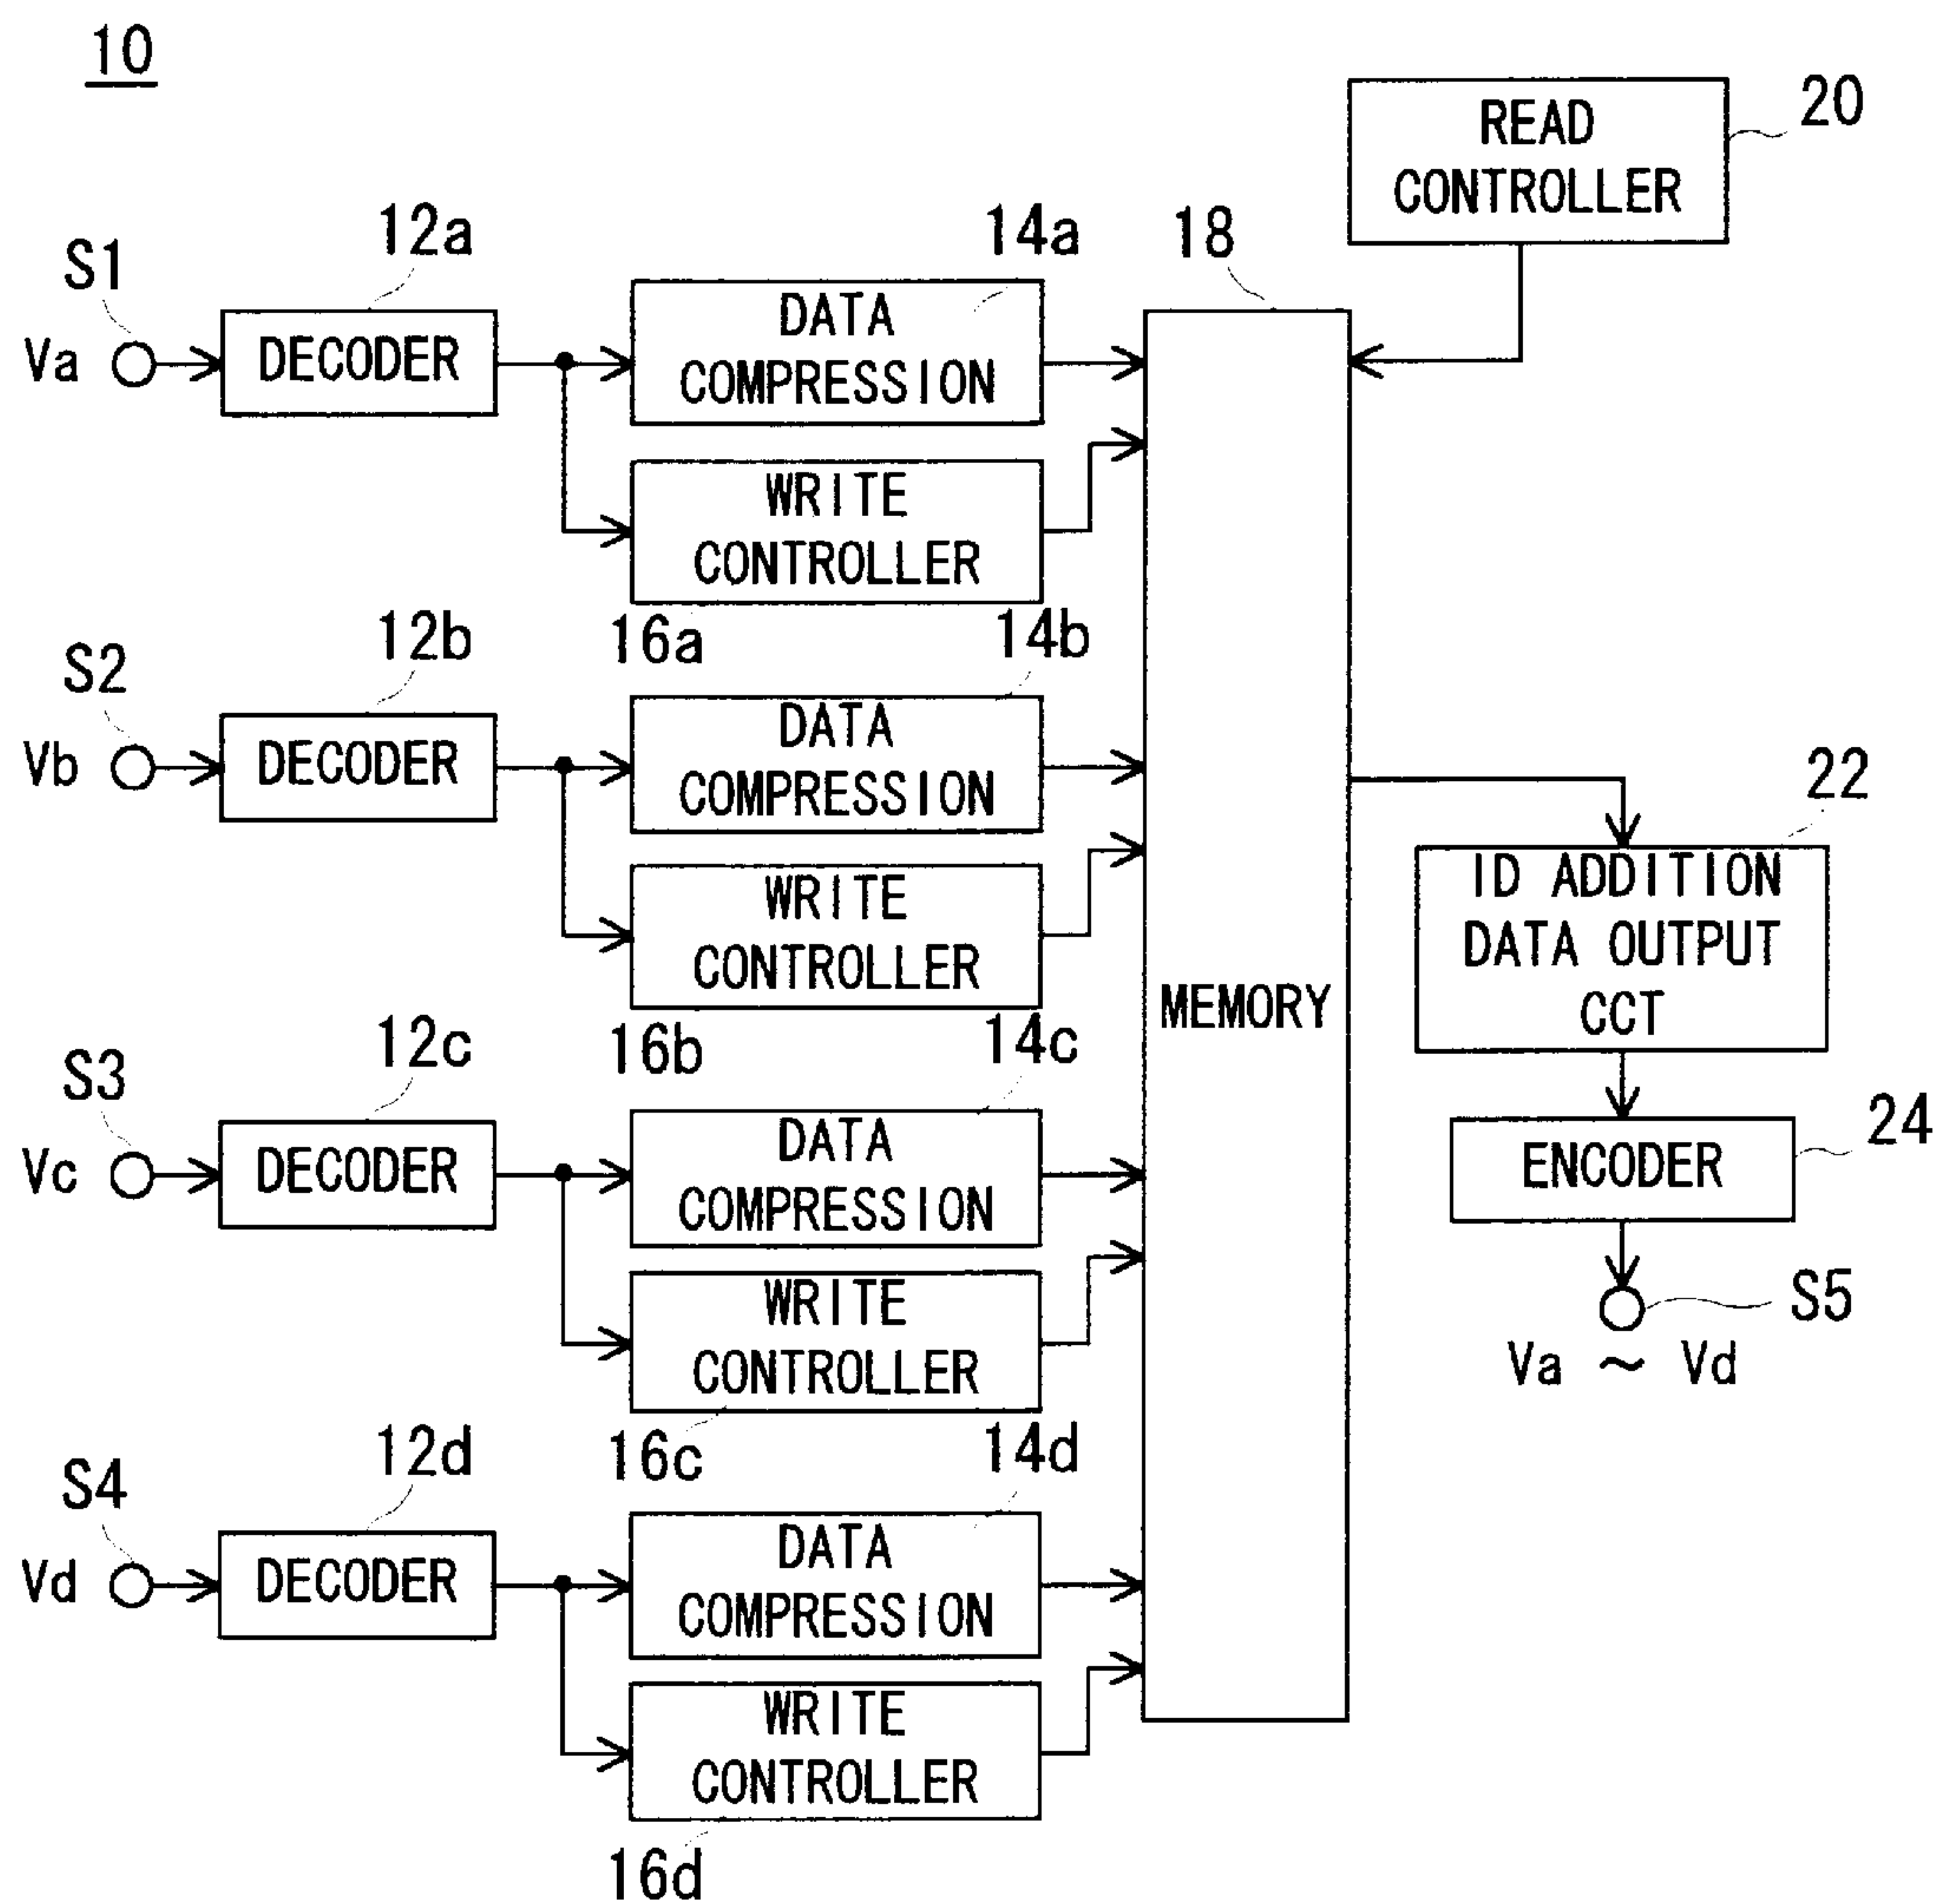 10
READ
CONTROLLER
20
S1
Va
12a
DECODER
14a
DATA
COMPRESSION
WRITE
CONTROLLER
16a
18
MEMORY
S2
Vb
12b
DECODER
14b
DATA
COMPRESSION
WRITE
CONTROLLER
16b
22
ID ADDITION
DATA OUTPUT
CCT
S3
Vc
12c
DECODER
14c
DATA
COMPRESSION
WRITE
CONTROLLER
16c
24
ENCODER
S5
Va ~ Vd
S4
Vd
12d
DECODER
14d
DATA
COMPRESSION
WRITE
CONTROLLER
16d